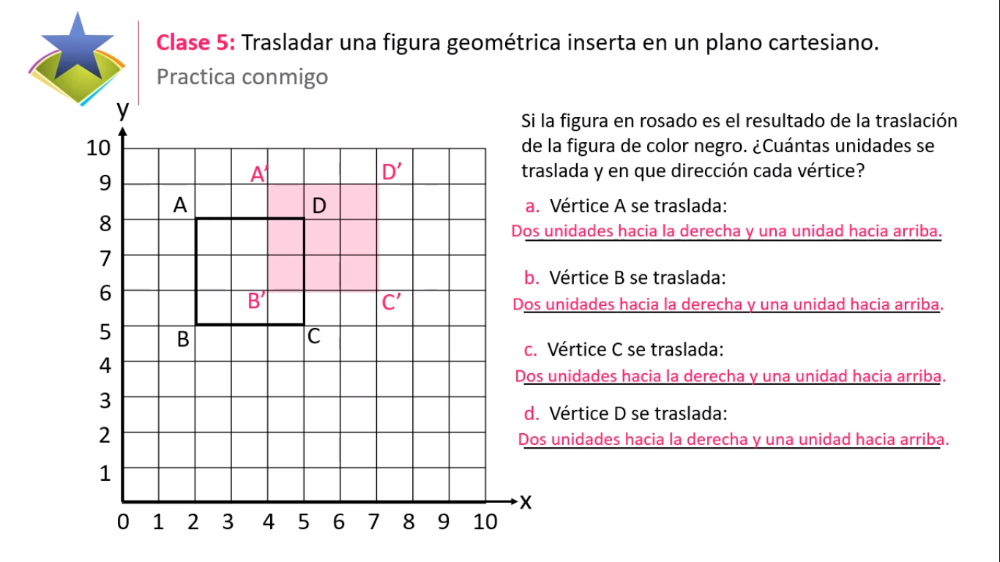 Clase 5: Trasladar una figura geométrica inserta en un plano cartesiano.
Practica conmigo
y
10
9
8
7
6
5
4
3
2
1
0 1 2 3 4 5 6 7 8 9 10
x
A
B
C
D
A’
B’
C’
D’
Si la figura en rosado es el resultado de la traslación
de la figura de color negro. ¿Cuántas unidades se
traslada y en que dirección cada vértice?
a. Vértice A se traslada:
Dos unidades hacia la derecha y una unidad hacia arriba.
b. Vértice B se traslada:
Dos unidades hacia la derecha y una unidad hacia arriba.
c. Vértice C se traslada:
Dos unidades hacia la derecha y una unidad hacia arriba.
d. Vértice D se traslada:
Dos unidades hacia la derecha y una unidad hacia arriba.